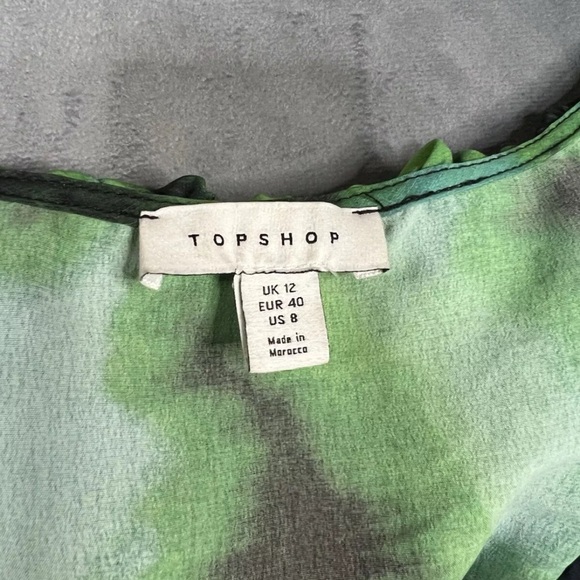 TOPSHOP
UK 12
EUR 40
US 8
Made in
Morocco